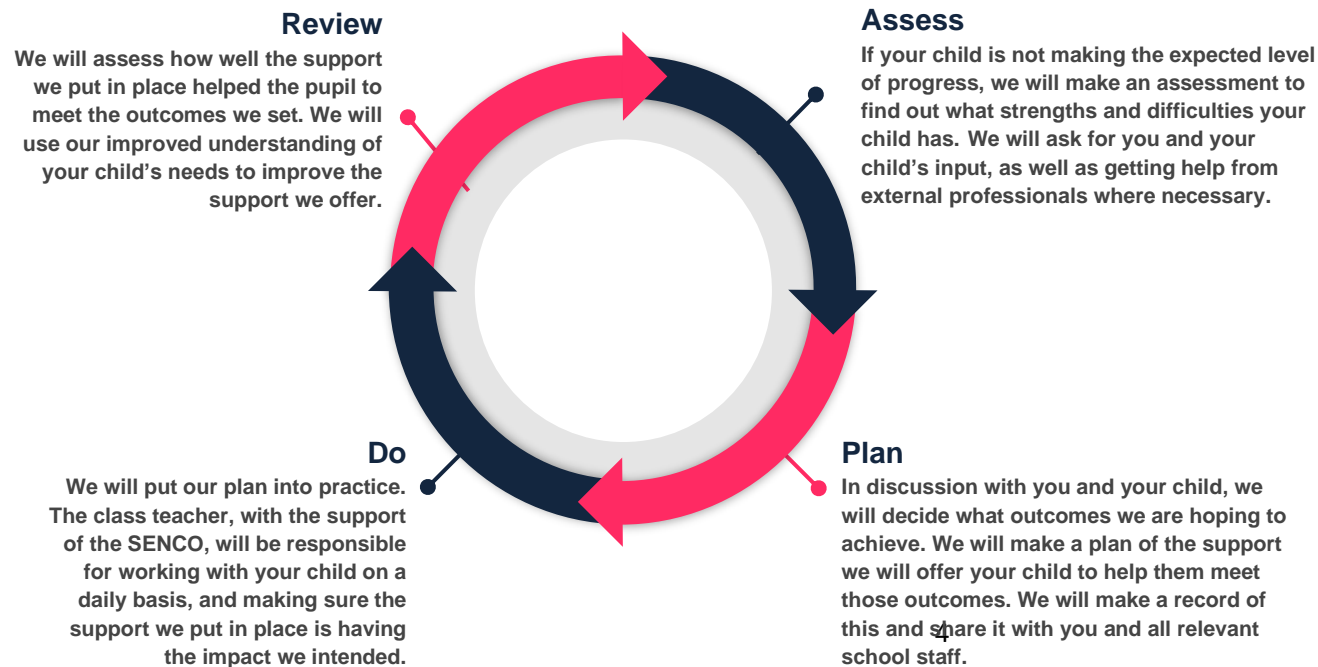 Review
We will assess how well the support
we put in place helped the pupil to
meet the outcomes we set. We will
use our improved understanding of
your child’s needs to improve the
support we offer.
Assess
If your child is not making the expected level
of progress, we will make an assessment to
find out what strengths and difficulties your
child has. We will ask for you and your
child’s input, as well as getting help from
external professionals where necessary.
Do
We will put our plan into practice.
The class teacher, with the support
of the SENCO, will be responsible
for working with your child on a
daily basis, and making sure the
support we put in place is having
the impact we intended.
Plan
In discussion with you and your child, we
will decide what outcomes we are hoping to
achieve. We will make a plan of the support
we will offer your child to help them meet
those outcomes. We will make a record of
this and share it with you and all relevant
school staff.
4